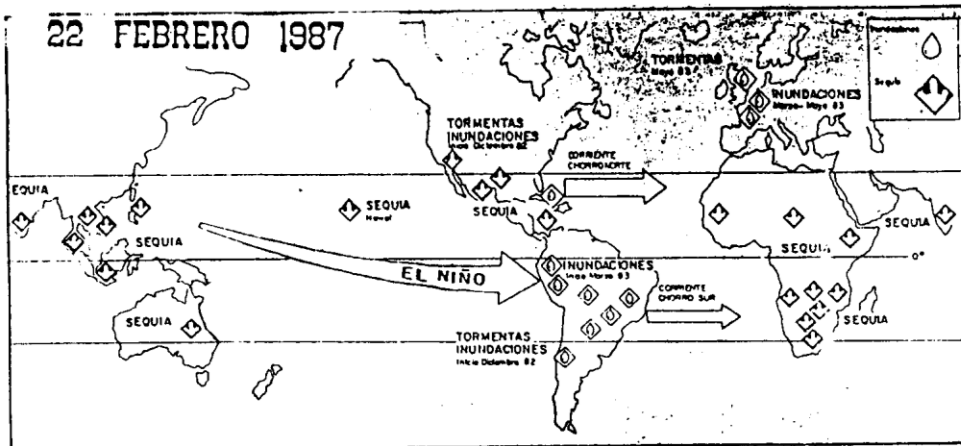 22 FEBRERO 1987
Inundaciones
Sequia
TORMENTAS
Mayo 83
INUNDACIONES
Marzo-Mayo 83
TORMENTAS
INUNDACIONES
Inicio Diciembre 82
CORRIENTE
CHORRO NORTE
EQUIA
SEQUIA
SEQUIA
Hawai
SEQUIA
SEQUIA
SEQUIA
EL NIÑO
0°
INUNDACIONES
Inicio Marzo 83
CORRIENTE
CHORRO SUR
SEQUIA
SEQUIA
TORMENTAS
INUNDACIONES
Inicio Diciembre 82